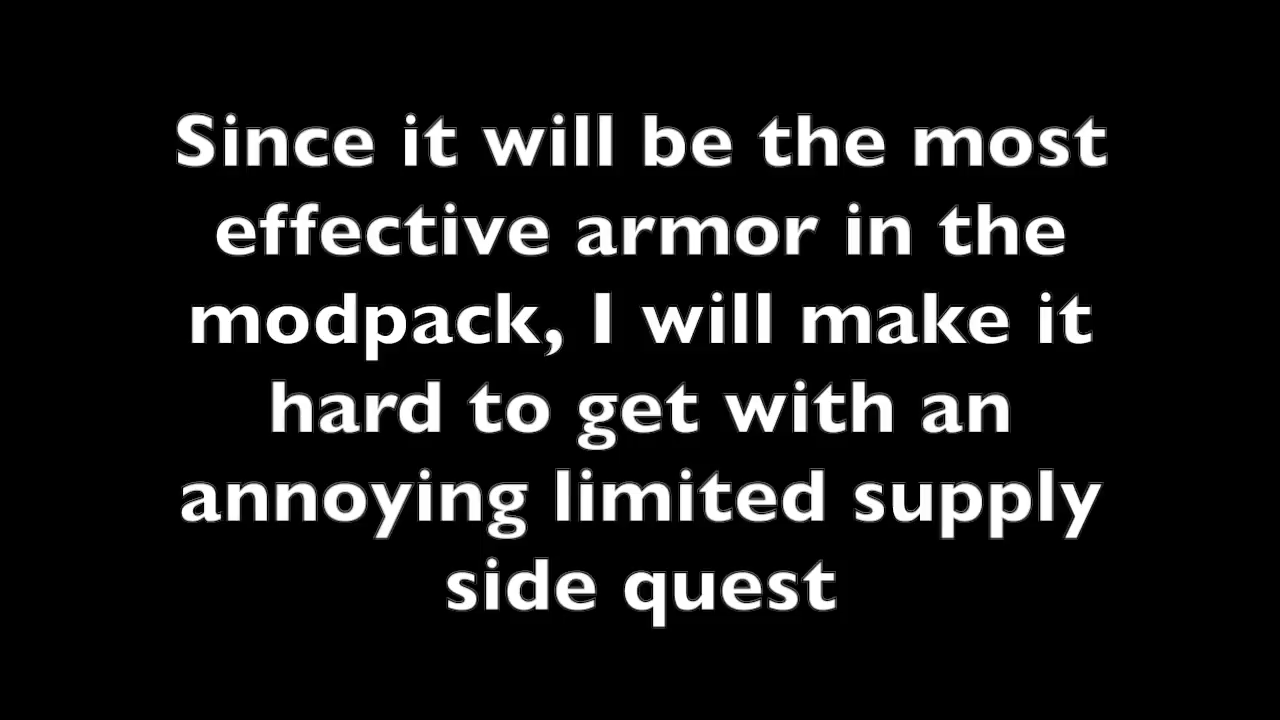 Since it will be the most
effective armor in the
modpack, I will make it
hard to get with an
annoying limited supply
side quest